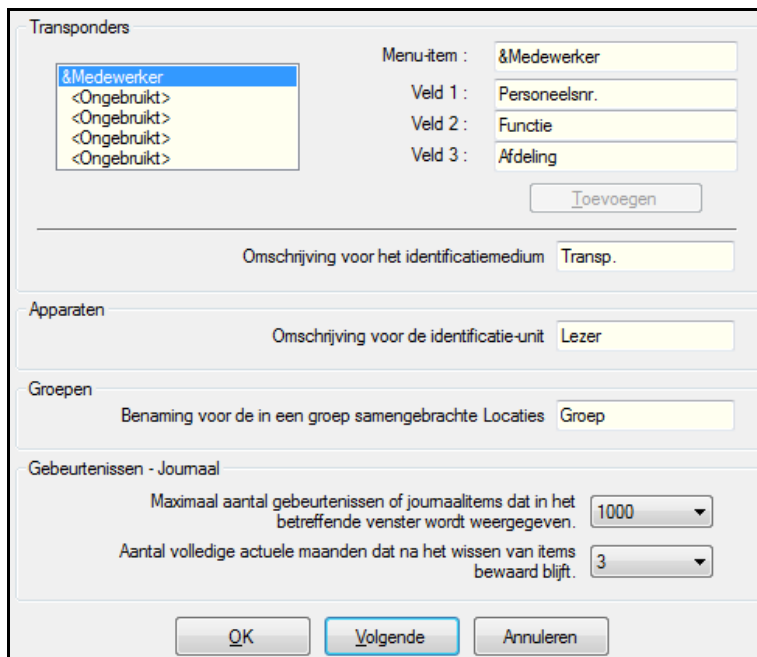 Transponders
&Medewerker
<Ongebruikt>
<Ongebruikt>
<Ongebruikt>
<Ongebruikt>
Menu-item : &Medewerker
Veld 1 : Personeelsnr.
Veld 2 : Functie
Veld 3 : Afdeling
Toevoegen
Omschrijving voor het identificatiemedium Transp.
Apparaten
Omschrijving voor de identificatie-unit Lezer
Groepen
Benaming voor de in een groep samengebrachte Locaties Groep
Gebeurtenissen - Journaal
Maximaal aantal gebeurtenissen of journaalitems dat in het
betreffende venster wordt weergegeven. 1000
Aantal volledige actuele maanden dat na het wissen van items
bewaard blijft. 3
OK Volgende Annuleren